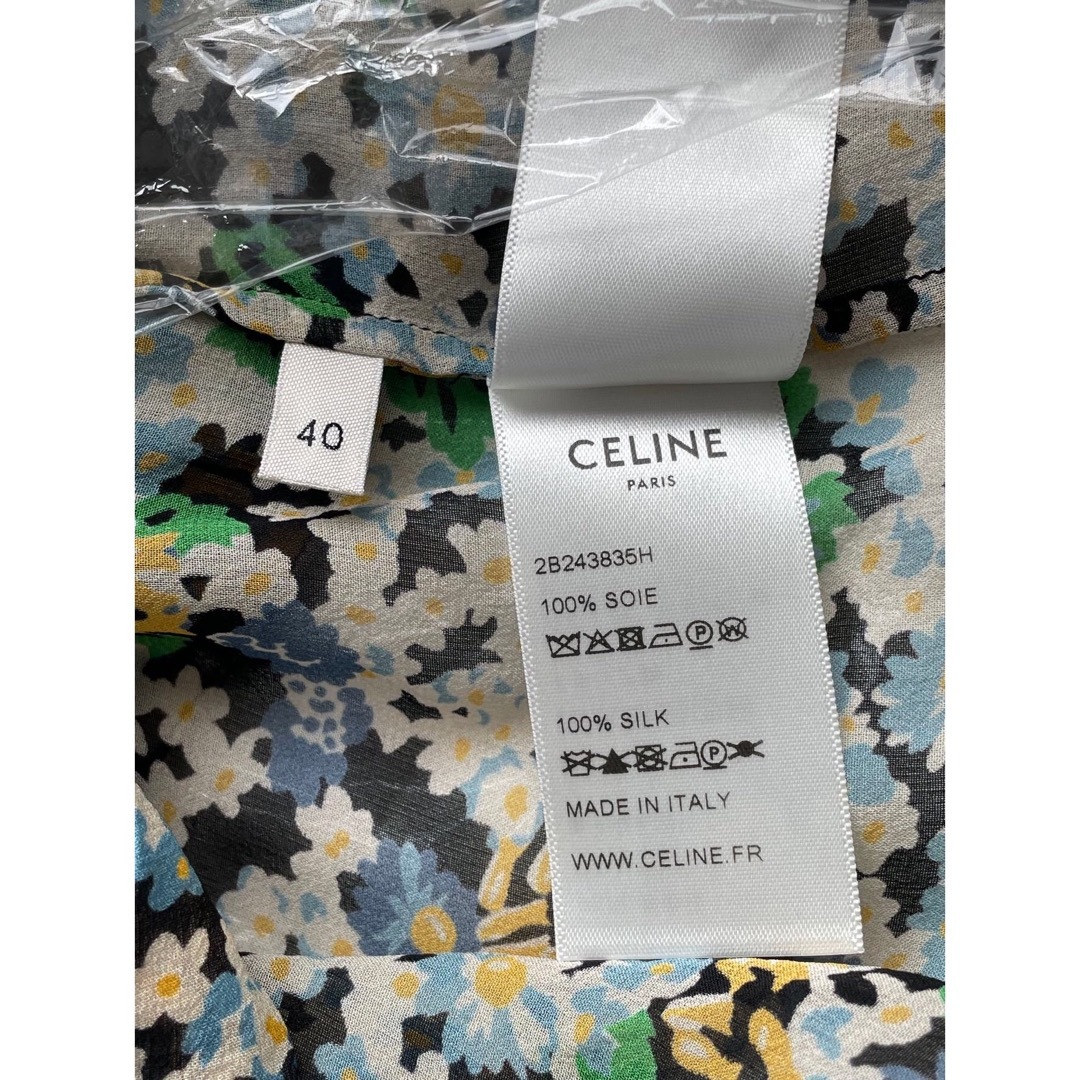 40
CELINE
PARIS
2B243835H
100% SOIE
100% SILK
MADE IN ITALY
WWW.CELINE.FR